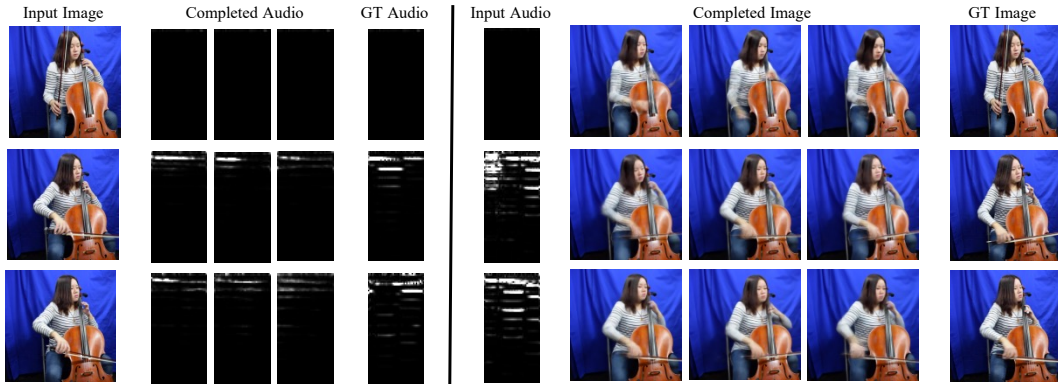 Input Image
Completed Audio
GT Audio
Input Audio
Completed Image
GT Image